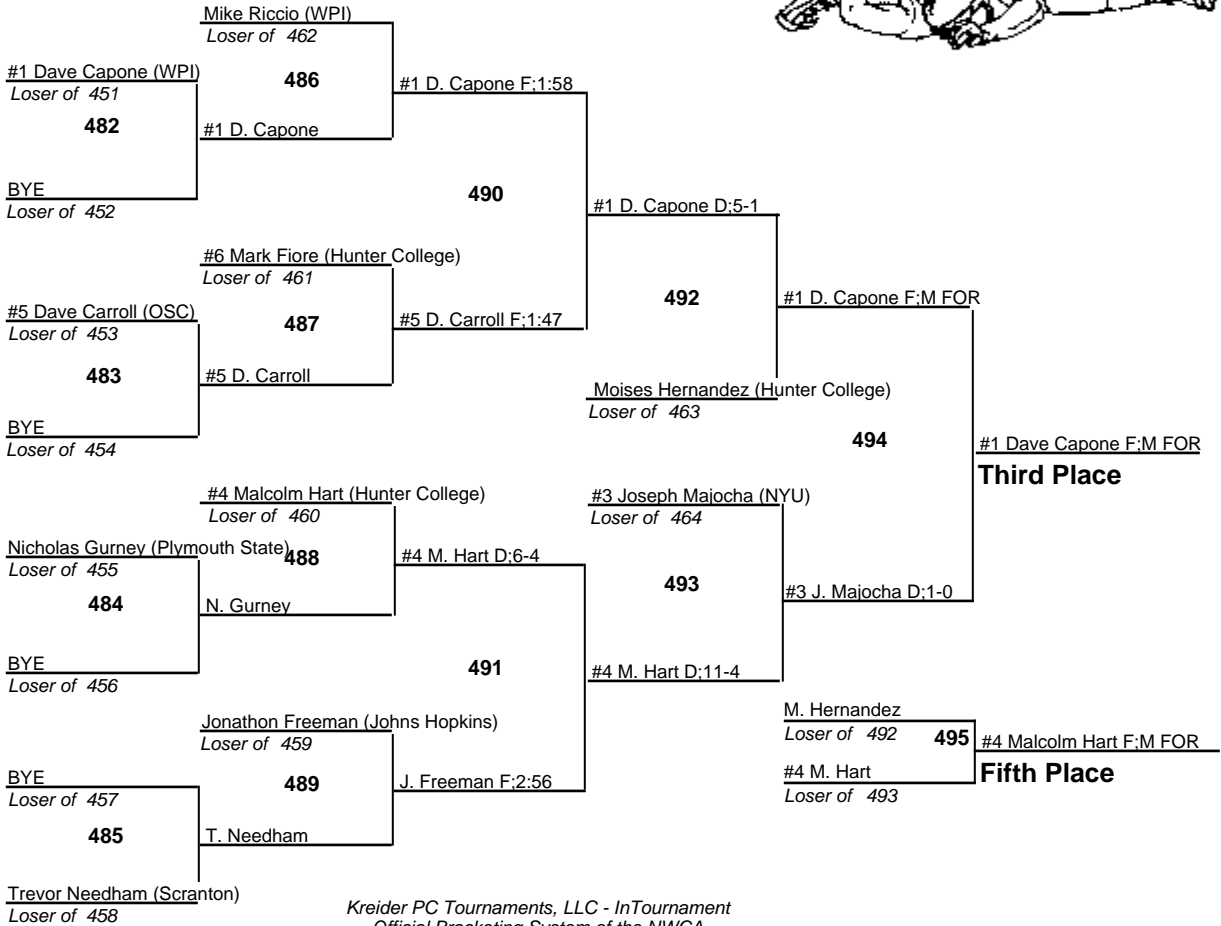 Mike Riccio (WPI)
Loser of 462
#1 Dave Capone (WPI)
Loser of 451
486
#1 D. Capone F;1:58
482
#1 D. Capone
BYE
Loser of 452
490
#1 D. Capone D;5-1
#6 Mark Fiore (Hunter College)
Loser of 461
#5 Dave Carroll (OSC)
Loser of 453
487
#5 D. Carroll F;1:47
492
#1 D. Capone F;M FOR
483
#5 D. Carroll
Moises Hernandez (Hunter College)
Loser of 463
BYE
Loser of 454
494
#1 Dave Capone F;M FOR
Third Place
#4 Malcolm Hart (Hunter College)
Loser of 460
#3 Joseph Majocha (NYU)
Loser of 464
Nicholas Gurney (Plymouth State)
Loser of 455
488
#4 M. Hart D;6-4
493
#3 J. Majocha D;1-0
484
N. Gurney
BYE
Loser of 456
491
#4 M. Hart D;11-4
Jonathon Freeman (Johns Hopkins)
Loser of 459
M. Hernandez
Loser of 492
495
#4 Malcolm Hart F;M FOR
Fifth Place
#4 M. Hart
Loser of 493
BYE
Loser of 457
489
J. Freeman F;2:56
485
T. Needham
Trevor Needham (Scranton)
Loser of 458
Kreider PC Tournaments, LLC - InTournament
Official Bracketing System of the NWCA